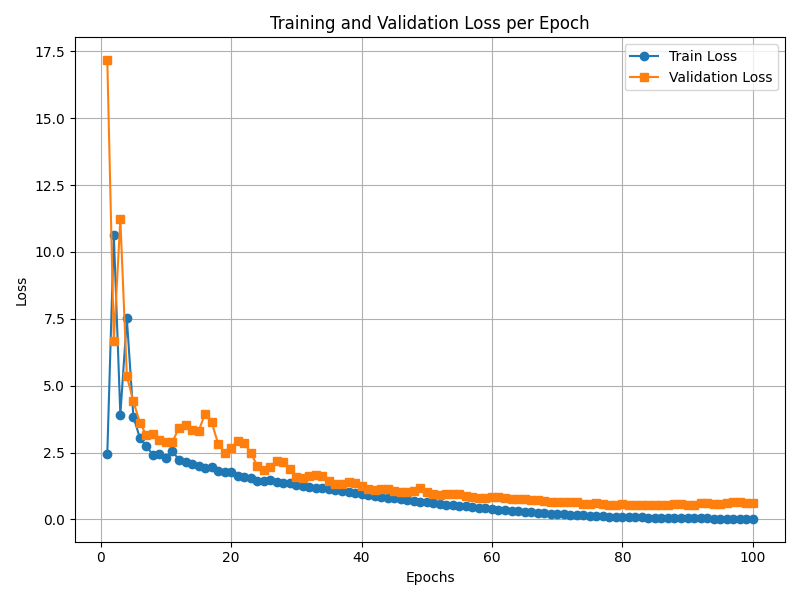 Training and Validation Loss per Epoch
Train Loss
Validation Loss
17.5
15.0
12.5
10.0
7.5
5.0
2.5
0.0
Loss
0 20 40 60 80 100
Epochs